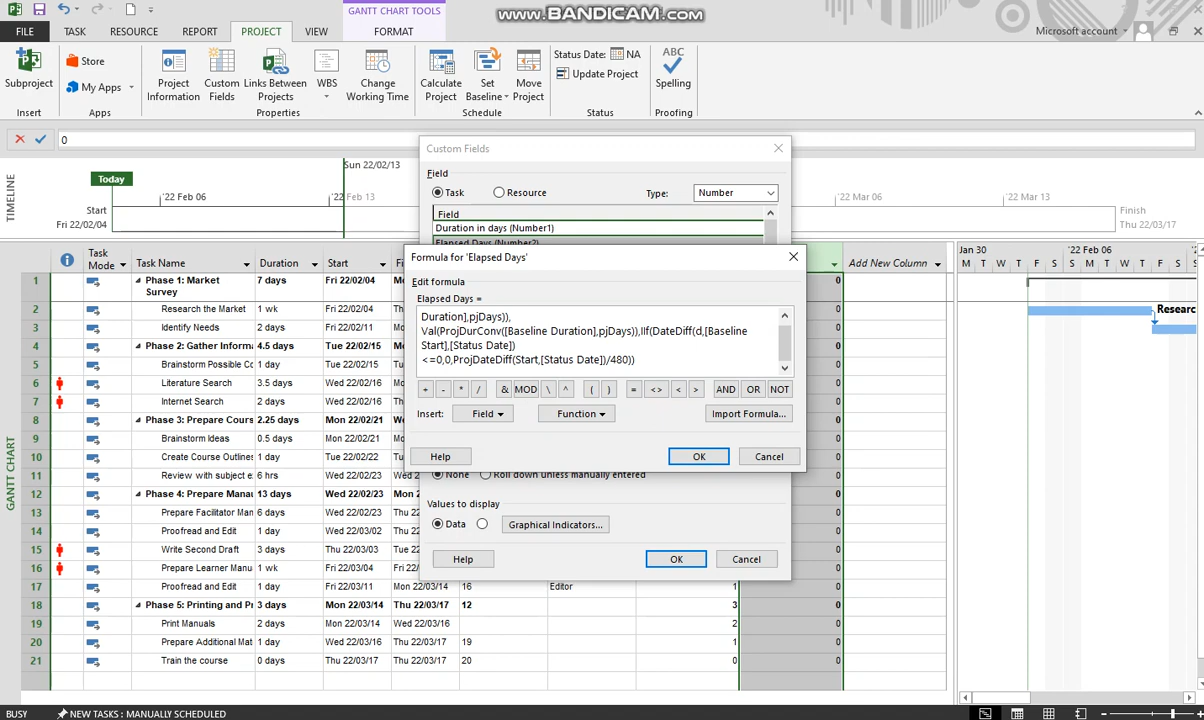 www.BANDICAM.com
GANTT CHART TOOLS
FILE TASK RESOURCE REPORT PROJECT VIEW FORMAT Microsoft account
Subproject
Store
My Apps
Project Information
Custom Fields
Links Between Projects
WBS
Change Working Time
Calculate Project
Set Baseline
Move Project
Status Date: NA
Update Project
ABC
Spelling
Insert Apps Properties Schedule Status Proofing
0
TIMELINE
Today
Sun 22/02/13
'22 Feb 06 '22 Feb 13 '22 Mar 06 '22 Mar 13
Start
Fri 22/02/04
Finish
Thu 22/03/17
Custom Fields
Field
Task Resource Type: Number
Field
Duration in days (Number1)
Elapsed Days (Number2)
Formula for 'Elapsed Days'
Edit formula
Elapsed Days =
Duration],pjDays)),
Val(ProjDurConv([Baseline Duration],pjDays)),IIf(DateDiff(d,[Baseline
Start],[Status Date])
<=0,0,ProjDateDiff(Start,[Status Date])/480))
+ - * / & MOD \ ^ ( ) = <> < > AND OR NOT
Insert: Field Function Import Formula...
Help OK Cancel
None Roll down unless manually entered
Values to display
Data Graphical Indicators...
Help OK Cancel
GANTT CHART
Task Mode Task Name Duration Start Add New Column
Jan 30 '22 Feb 06
M T W T F S S M T W T F S
1 Phase 1: Market Survey 7 days Fri 22/02/04 0
2 Research the Market 1 wk Fri 22/02/04 0
3 Identify Needs 2 days Fri 22/02/11 0
4 Phase 2: Gather Informa 4.5 days Tue 22/02/15 0
5 Brainstorm Possible Co 1 day Tue 22/02/15 0
6 Literature Search 3.5 days Wed 22/02/16 0
7 Internet Search 2 days Wed 22/02/16 0
8 Phase 3: Prepare Cours 2.25 days Mon 22/02/21 0
9 Brainstorm Ideas 0.5 days Mon 22/02/21 0
10 Create Course Outlines 1 day Tue 22/02/22 0
11 Review with subject e 6 hrs Wed 22/02/23 0
12 Phase 4: Prepare Manu 13 days Wed 22/02/23 0
13 Prepare Facilitator Man 6 days Wed 22/02/23 0
14 Proofread and Edit 1 day Wed 22/03/02 0
15 Write Second Draft 3 days Thu 22/03/03 0
16 Prepare Learner Manu 1 wk Fri 22/03/04 0
17 Proofread and Edit 1 day Fri 22/03/11 Mon 22/03/14 16 Editor 1 0
18 Phase 5: Printing and Pr 3 days Mon 22/03/14 Thu 22/03/17 12 3 0
19 Print Manuals 2 days Mon 22/03/14 Wed 22/03/16 2 0
20 Prepare Additional Mat 1 day Wed 22/03/16 Thu 22/03/17 19 1 0
21 Train the course 0 days Thu 22/03/17 Thu 22/03/17 20 0 0
Researc
BUSY NEW TASKS : MANUALLY SCHEDULED